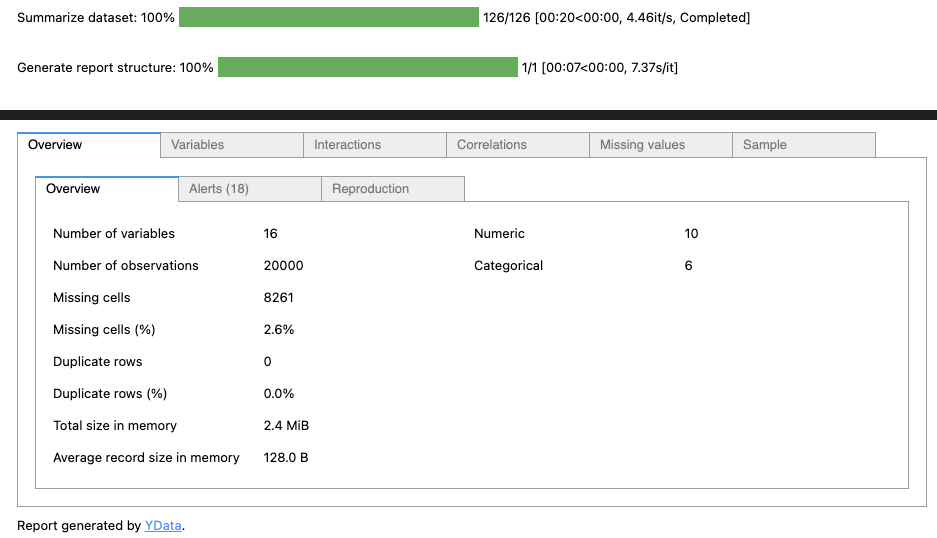 Summarize dataset: 100% 126/126 [00:20<00:00, 4.46it/s, Completed]
Generate report structure: 100% 1/1 [00:07<00:00, 7.37s/it]
Overview Variables Interactions Correlations Missing values Sample
Overview Alerts (18) Reproduction
Number of variables 16 Numeric 10
Number of observations 20000 Categorical 6
Missing cells 8261
Missing cells (%) 2.6%
Duplicate rows 0
Duplicate rows (%) 0.0%
Total size in memory 2.4 MiB
Average record size in memory 128.0 B
Report generated by YData.